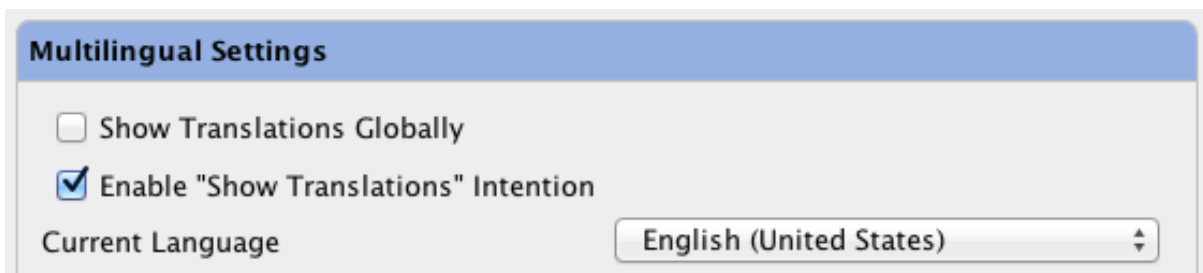 Multilingual Settings
Show Translations Globally
Enable "Show Translations" Intention
Current Language English (United States)